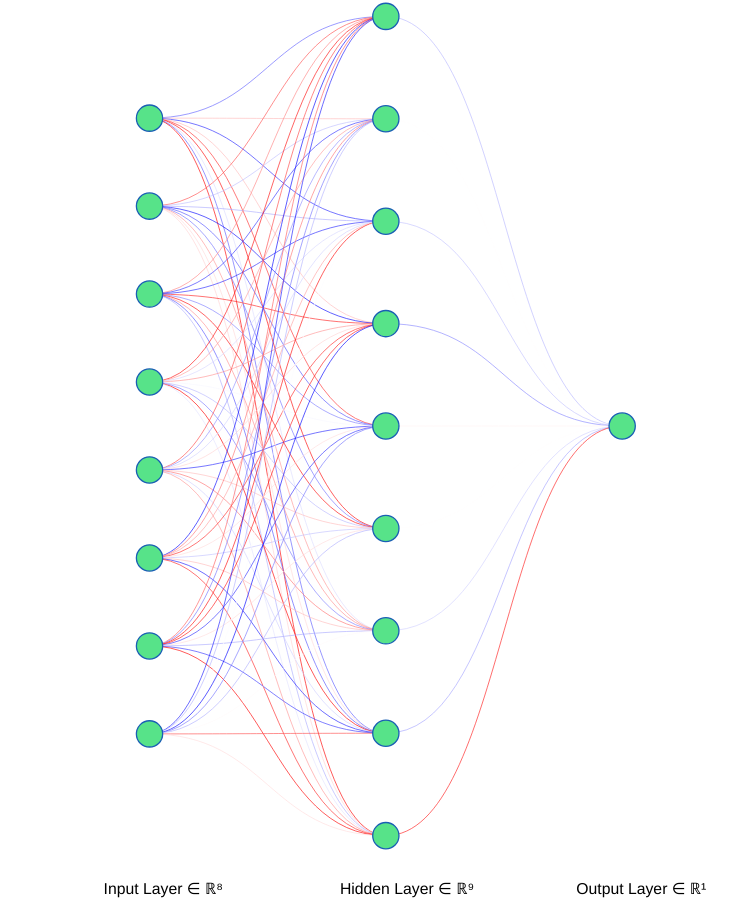 Input Layer ∈ ℝ⁸
Hidden Layer ∈ ℝ⁹
Output Layer ∈ ℝ¹